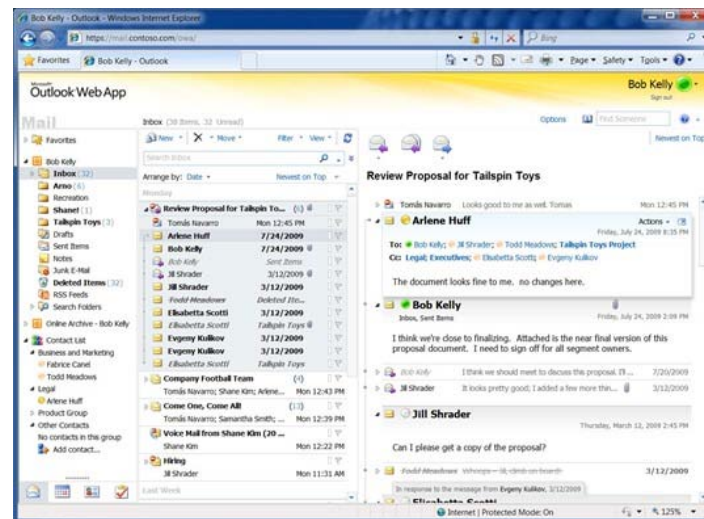 Bob Kelly - Outlook - Windows Internet Explorer
https://mail.contoso.com/owa/
Bing
Favorites
Bob Kelly - Outlook
Page
Safety
Tools
Microsoft
Outlook Web App
Bob Kelly
Sign out
Mail
Inbox (38 Items, 32 Unread)
Options
Find Someone
Favorites
Bob Kelly
Inbox (32)
Arno (6)
Recreation
Shanef (1)
Tailspin Toys (3)
Drafts
Sent Items
Notes
Junk E-Mail
Deleted Items (32)
RSS Feeds
Search Folders
Online Archive - Bob Kelly
Contact List
Business and Marketing
Fabrice Canel
Todd Meadows
Legal
Arlene Huff
Product Group
Other Contacts
No contacts in this group
Add contact...
New
Move
Filter
View
Search Inbox
Arrange by: Date
Newest on Top
Monday
Review Proposal for Tailspin To... (6)
Tomás Navarro Mon 12:45 PM
Arlene Huff 7/24/2009
Bob Kelly 7/24/2009
Bob Kelly Sent Items
Jil Shrader 3/12/2009
Jil Shrader 3/12/2009
Todd Meadows Deleted Ite...
Elisabetta Scotti 3/12/2009
Elisabetta Scotti Tailspin Toys
Evgeny Kulikov 3/12/2009
Evgeny Kulikov 3/12/2009
Elisabetta Scotti Tailspin Toys
Company Football Team (4)
Tomás Navarro; Shane Kim; Arlene... Mon 12:43 PM
Come One, Come All! (13)
Tomás Navarro; Samantha Smith; ... Mon 12:39 PM
Voice Mail from Shane Kim (20 ...
Shane Kim Mon 12:22 PM
Hiring
Jil Shrader Mon 11:31 AM
Last Week
Newest on Top
Review Proposal for Tailspin Toys
Tomás Navarro Looks good to me as well. Tomas Mon 12:45 PM
Arlene Huff Actions
Friday, July 24, 2009 8:35 PM
To: Bob Kelly; Jil Shrader; Todd Meadows; Tailspin Toys Project
Cc: Legal; Executives; Elisabetta Scotti; Evgeny Kulikov
The document looks fine to me. no changes here.
Bob Kelly
Inbox, Sent Items Friday, July 24, 2009 2:09 PM
I think we're close to finalizing. Attached is the near final version of this
proposal document. I need to sign off for all segment owners.
Bob Kelly I think we should meet to discuss this proposal. I'll ... 7/20/2009
Jil Shrader It looks pretty good; I added a few more thin... 3/12/2009
Jill Shrader
Thursday, March 12, 2009 2:45 PM
Can I please get a copy of the proposal?
Todd Meadows Whoops -- 3/12/2009
In response to the message from Evgeny Kulikov, 3/12/2009
Elisabetta Scotti
Internet | Protected Mode: On
125%